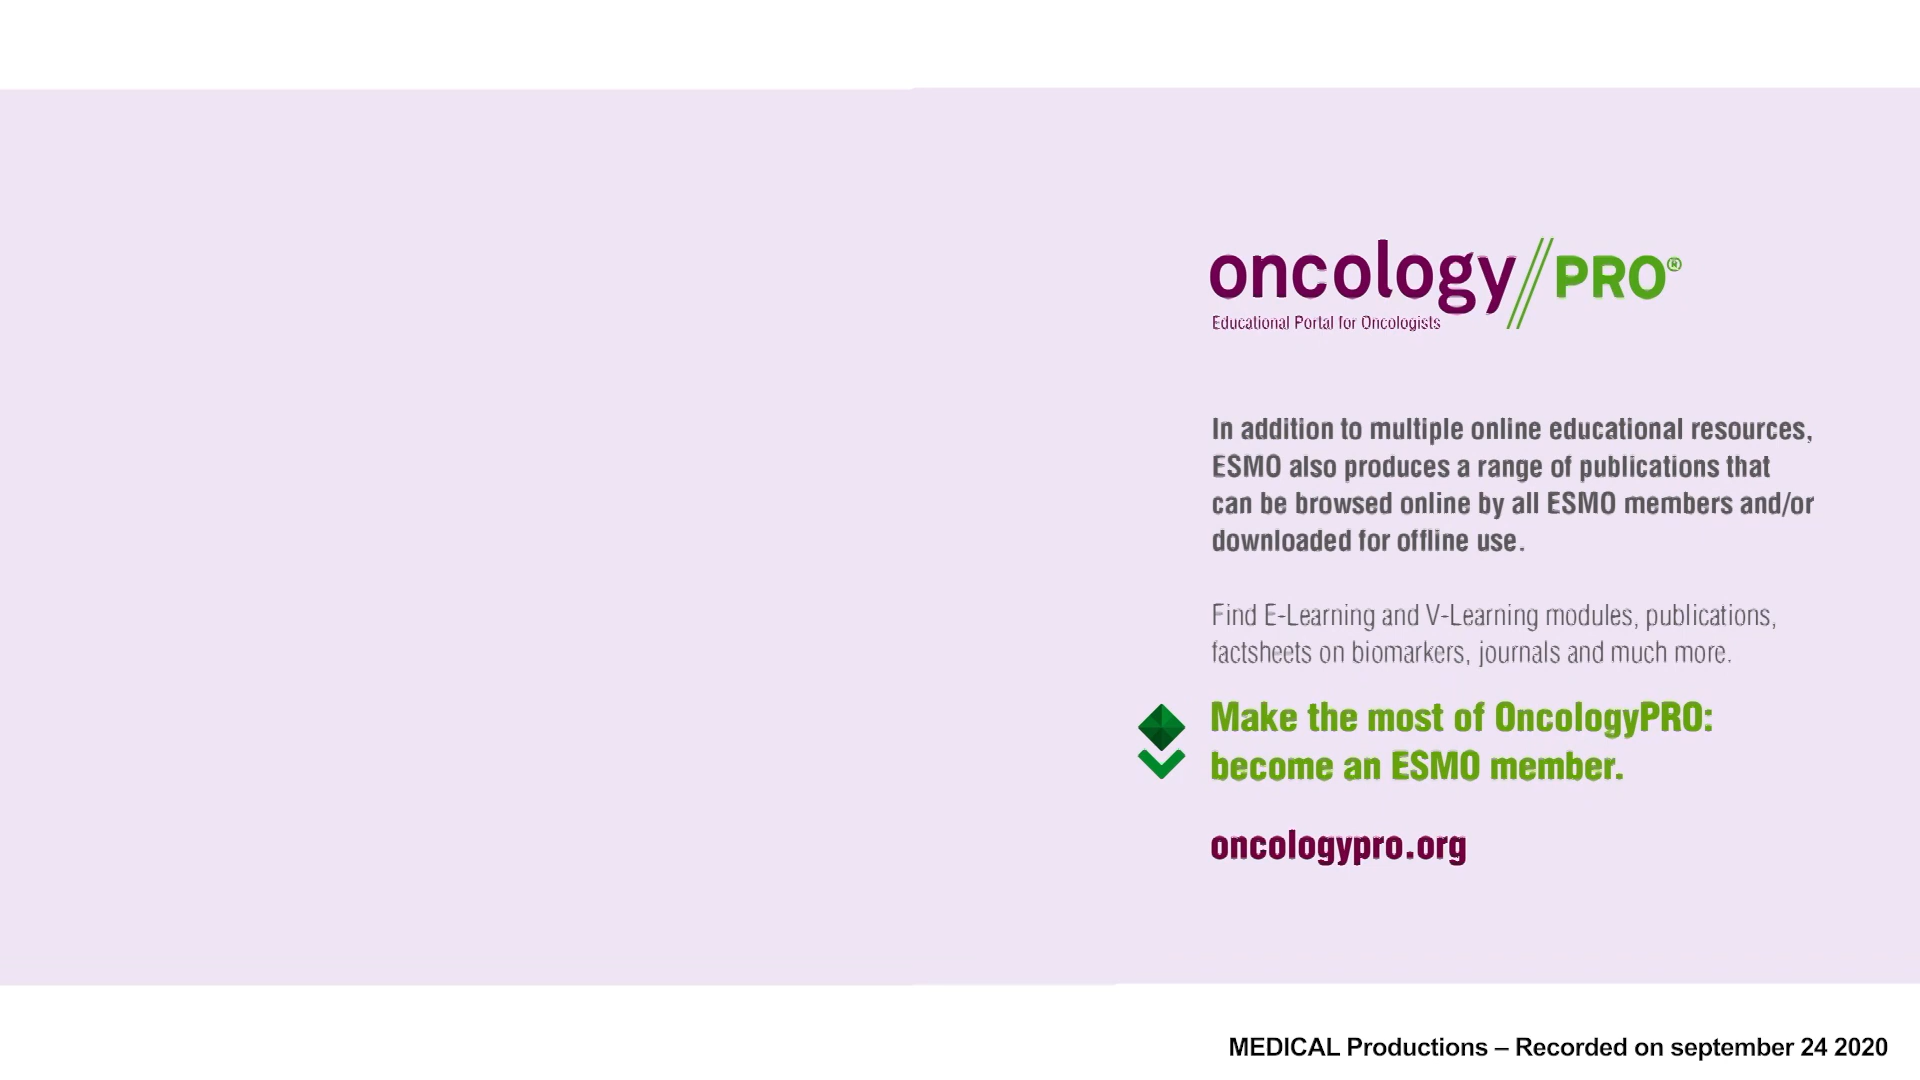 oncology//PRO®
Educational Portal for Oncologists
In addition to multiple online educational resources,
ESMO also produces a range of publications that
can be browsed online by all ESMO members and/or
downloaded for offline use.
Find E-Learning and V-Learning modules, publications,
factsheets on biomarkers, journals and much more.
Make the most of OncologyPRO:
become an ESMO member.
oncologypro.org
MEDICAL Productions – Recorded on september 24 2020